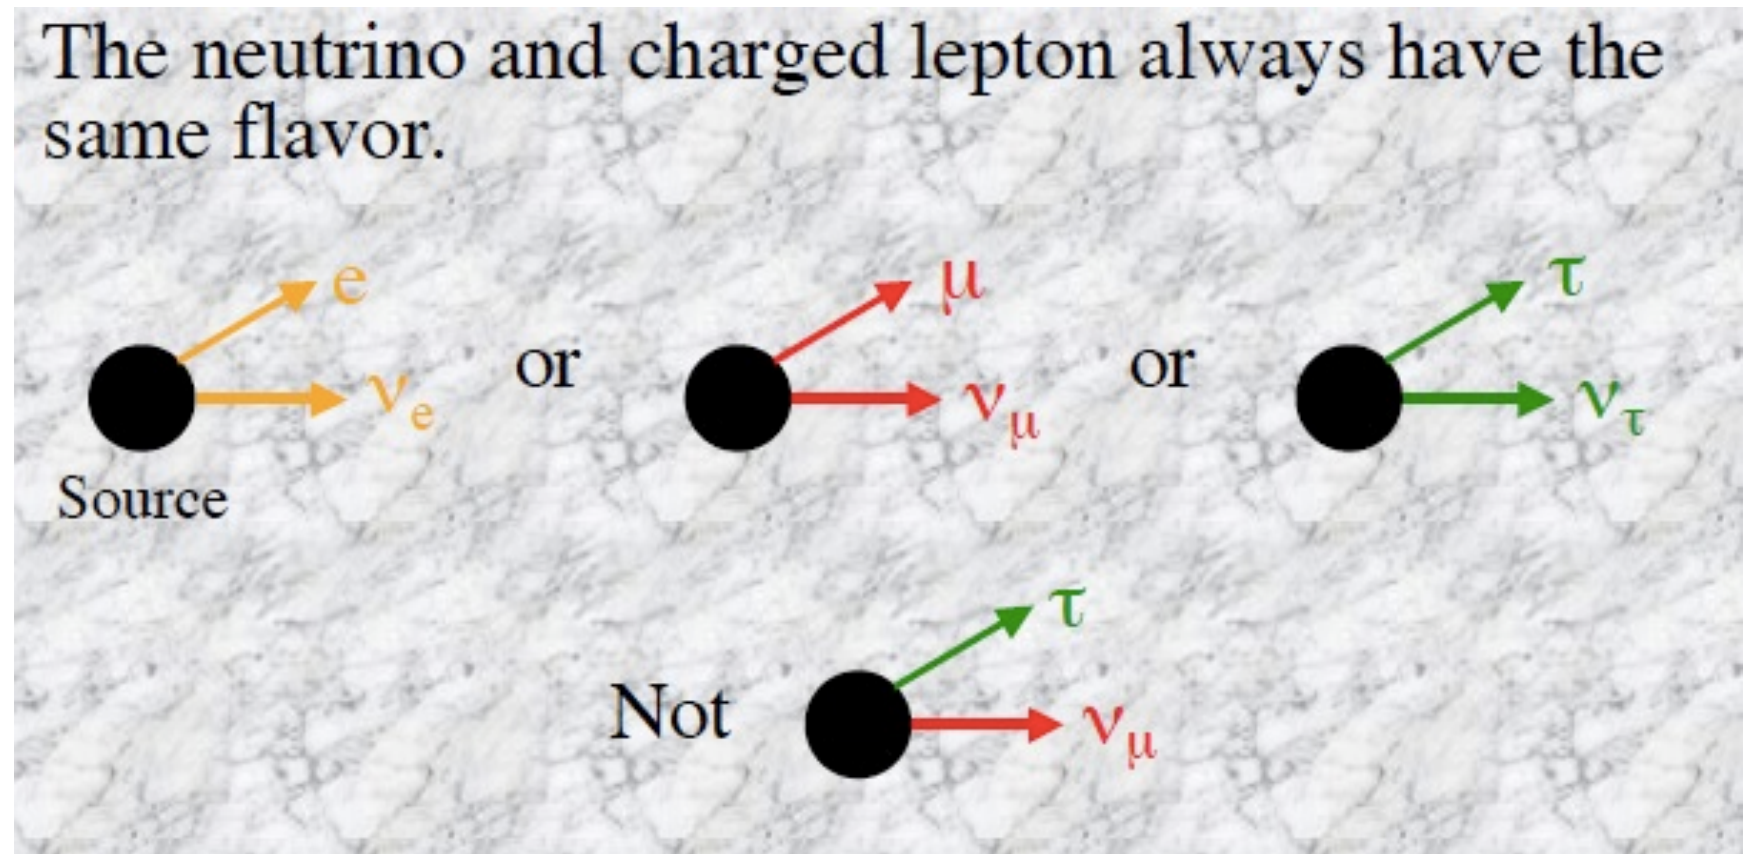 The neutrino and charged lepton always have the
same flavor.
e
μ
τ
or
or
νe
νμ
ντ
Source
τ
Not
νμ